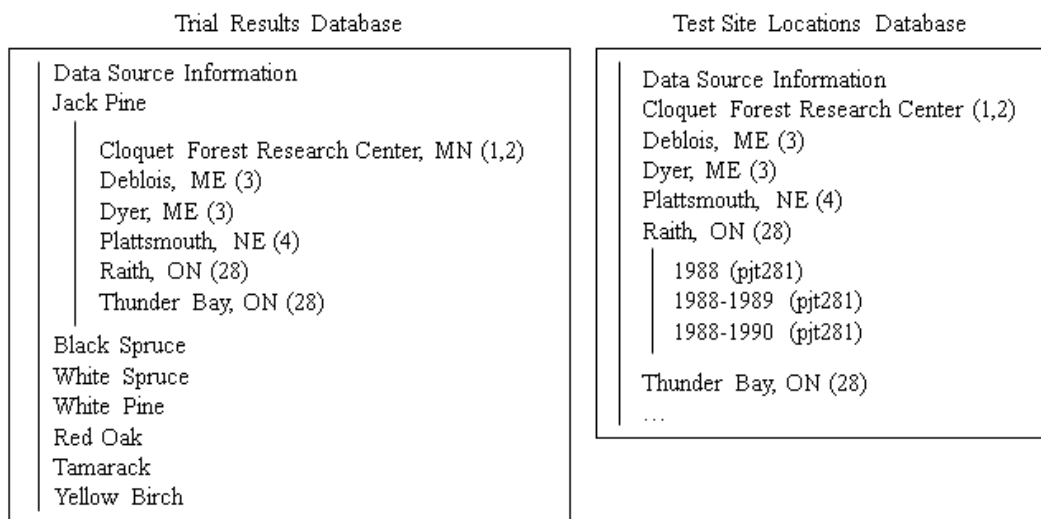 Trial Results Database
Data Source Information
Jack Pine
Cloquet Forest Research Center, MN (1,2)
Deblois, ME (3)
Dyer, ME (3)
Plattsmouth, NE (4)
Raith, ON (28)
Thunder Bay, ON (28)
Black Spruce
White Spruce
White Pine
Red Oak
Tamarack
Yellow Birch
Test Site Locations Database
Data Source Information
Cloquet Forest Research Center (1,2)
Deblois, ME (3)
Dyer, ME (3)
Plattsmouth, NE (4)
Raith, ON (28)
1988 (pjt281)
1988-1989 (pjt281)
1988-1990 (pjt281)
Thunder Bay, ON (28)
...